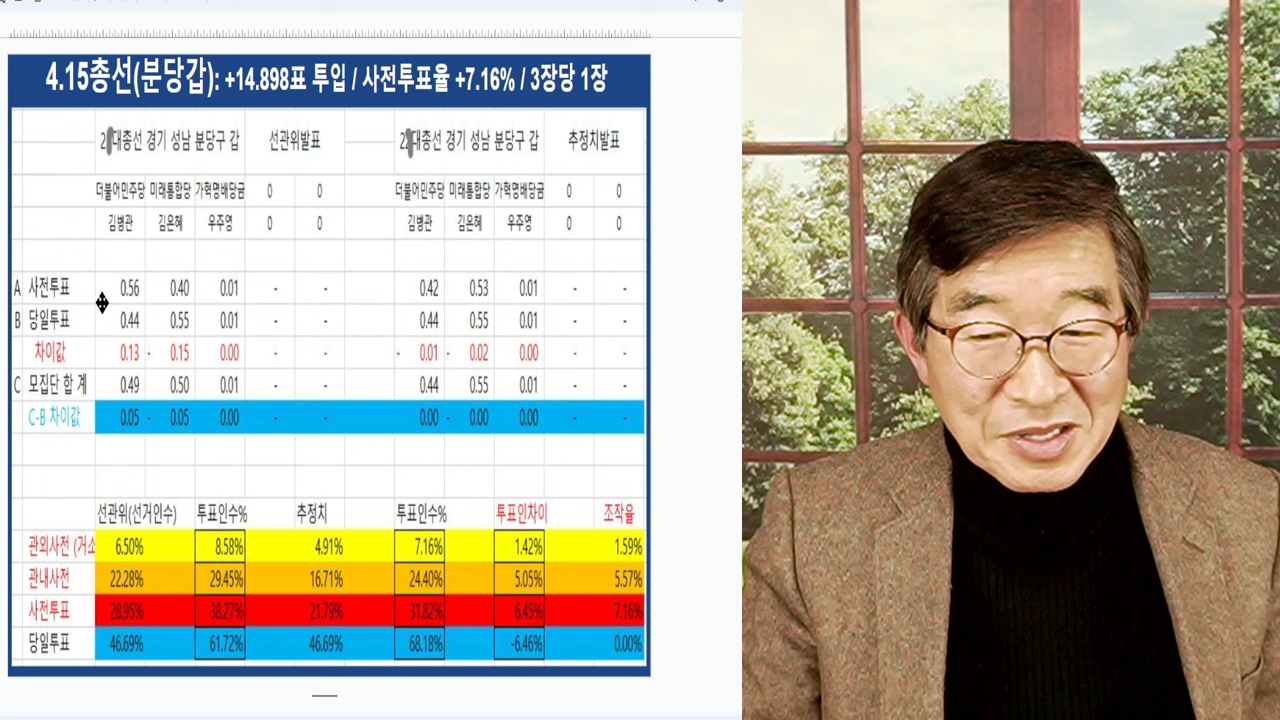 4.15총선(분당갑): +14.898표 투입 / 사전투표율 +7.16% / 3장당 1장
대총선 경기 성남 분당구 갑 선관위발표 대총선 경기 성남 분당구 갑 추정치발표
더불어민주당 미래통합당 가혁명배당금 0 0 더불어민주당 미래통합당 가혁명배당금 0 0
김병관 김은혜 우주영 0 0 김병관 김은혜 우주영 0 0
A 사전투표 0.56 0.40 0.01 - - 0.42 0.53 0.01 - -
B 당일투표 0.44 0.55 0.01 - - 0.44 0.55 0.01 - -
차이값 0.13 - 0.15 0.00 - - - 0.01 - 0.02 0.00 - -
C 모집단 합 계 0.49 0.50 0.01 - - 0.44 0.55 0.01 - -
C-B 차이값 0.05 - 0.05 0.00 - - 0.00 - 0.00 0.00 - -
선관위(선거인수) 투표인수% 추정치 투표인수% 투표인차이 조작율
관외사전 (거소 6.50% 8.58% 4.91% 7.16% 1.42% 1.59%
관내사전 22.28% 29.45% 16.71% 24.40% 5.05% 5.57%
사전투표 28.95% 38.27% 21.79% 31.82% 6.45% 7.16%
당일투표 46.69% 61.72% 46.69% 68.18% -6.46% 0.00%